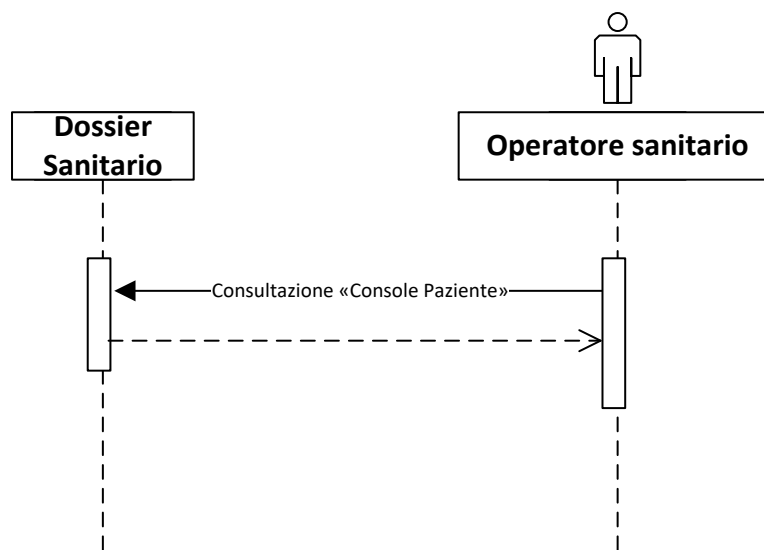 Dossier
Sanitario
Operatore sanitario
Consultazione «Console Paziente»